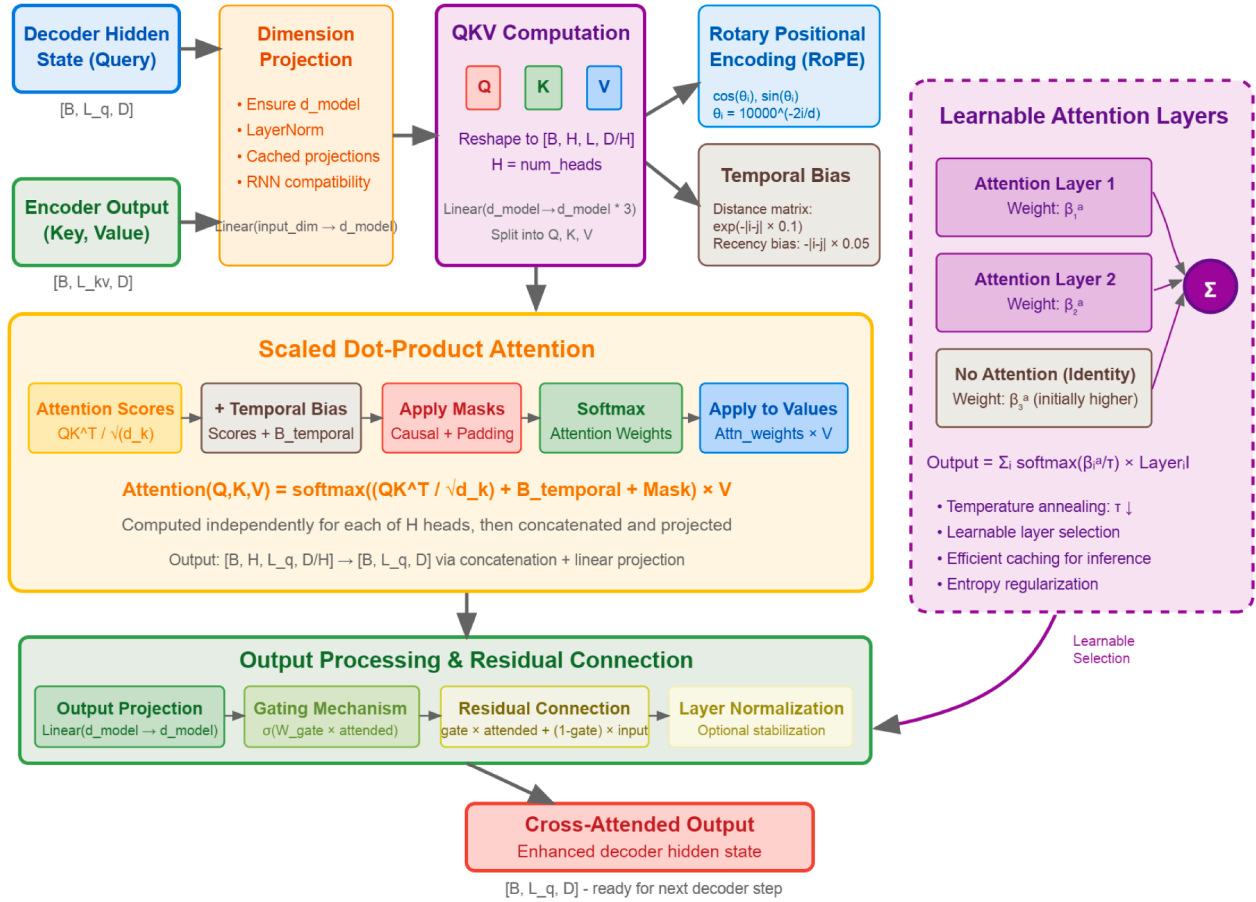 Decoder Hidden
State (Query)
[B, L_q, D]
Encoder Output
(Key, Value)
[B, L_kv, D]
Dimension
Projection
• Ensure d_model
• LayerNorm
• Cached projections
• RNN compatibility
Linear(input_dim → d_model)
QKV Computation
Q K V
Reshape to [B, H, L, D/H]
H = num_heads
Linear(d_model→d_model * 3)
Split into Q, K, V
Rotary Positional
Encoding (RoPE)
cos(θᵢ), sin(θᵢ)
θᵢ = 10000^(-2i/d)
Temporal Bias
Distance matrix:
exp(-|i-j| × 0.1)
Recency bias: -|i-j| × 0.05
Learnable Attention Layers
Attention Layer 1
Weight: β₁ᵃ
Attention Layer 2
Weight: β₂ᵃ
Σ
No Attention (Identity)
Weight: β₃ᵃ (initially higher)
Output = Σᵢ softmax(βᵢᵃ/τ) × Layerᵢl
• Temperature annealing: τ ↓
• Learnable layer selection
• Efficient caching for inference
• Entropy regularization
Learnable
Selection
Scaled Dot-Product Attention
Attention Scores
QK^T / √(d_k)
+ Temporal Bias
Scores + B_temporal
Apply Masks
Causal + Padding
Softmax
Attention Weights
Apply to Values
Attn_weights × V
Attention(Q,K,V) = softmax((QK^T / √d_k) + B_temporal + Mask) × V
Computed independently for each of H heads, then concatenated and projected
Output: [B, H, L_q, D/H] → [B, L_q, D] via concatenation + linear projection
Output Processing & Residual Connection
Output Projection
Linear(d_model → d_model)
Gating Mechanism
σ(W_gate × attended)
Residual Connection
gate × attended + (1-gate) × input
Layer Normalization
Optional stabilization
Cross-Attended Output
Enhanced decoder hidden state
[B, L_q, D] - ready for next decoder step